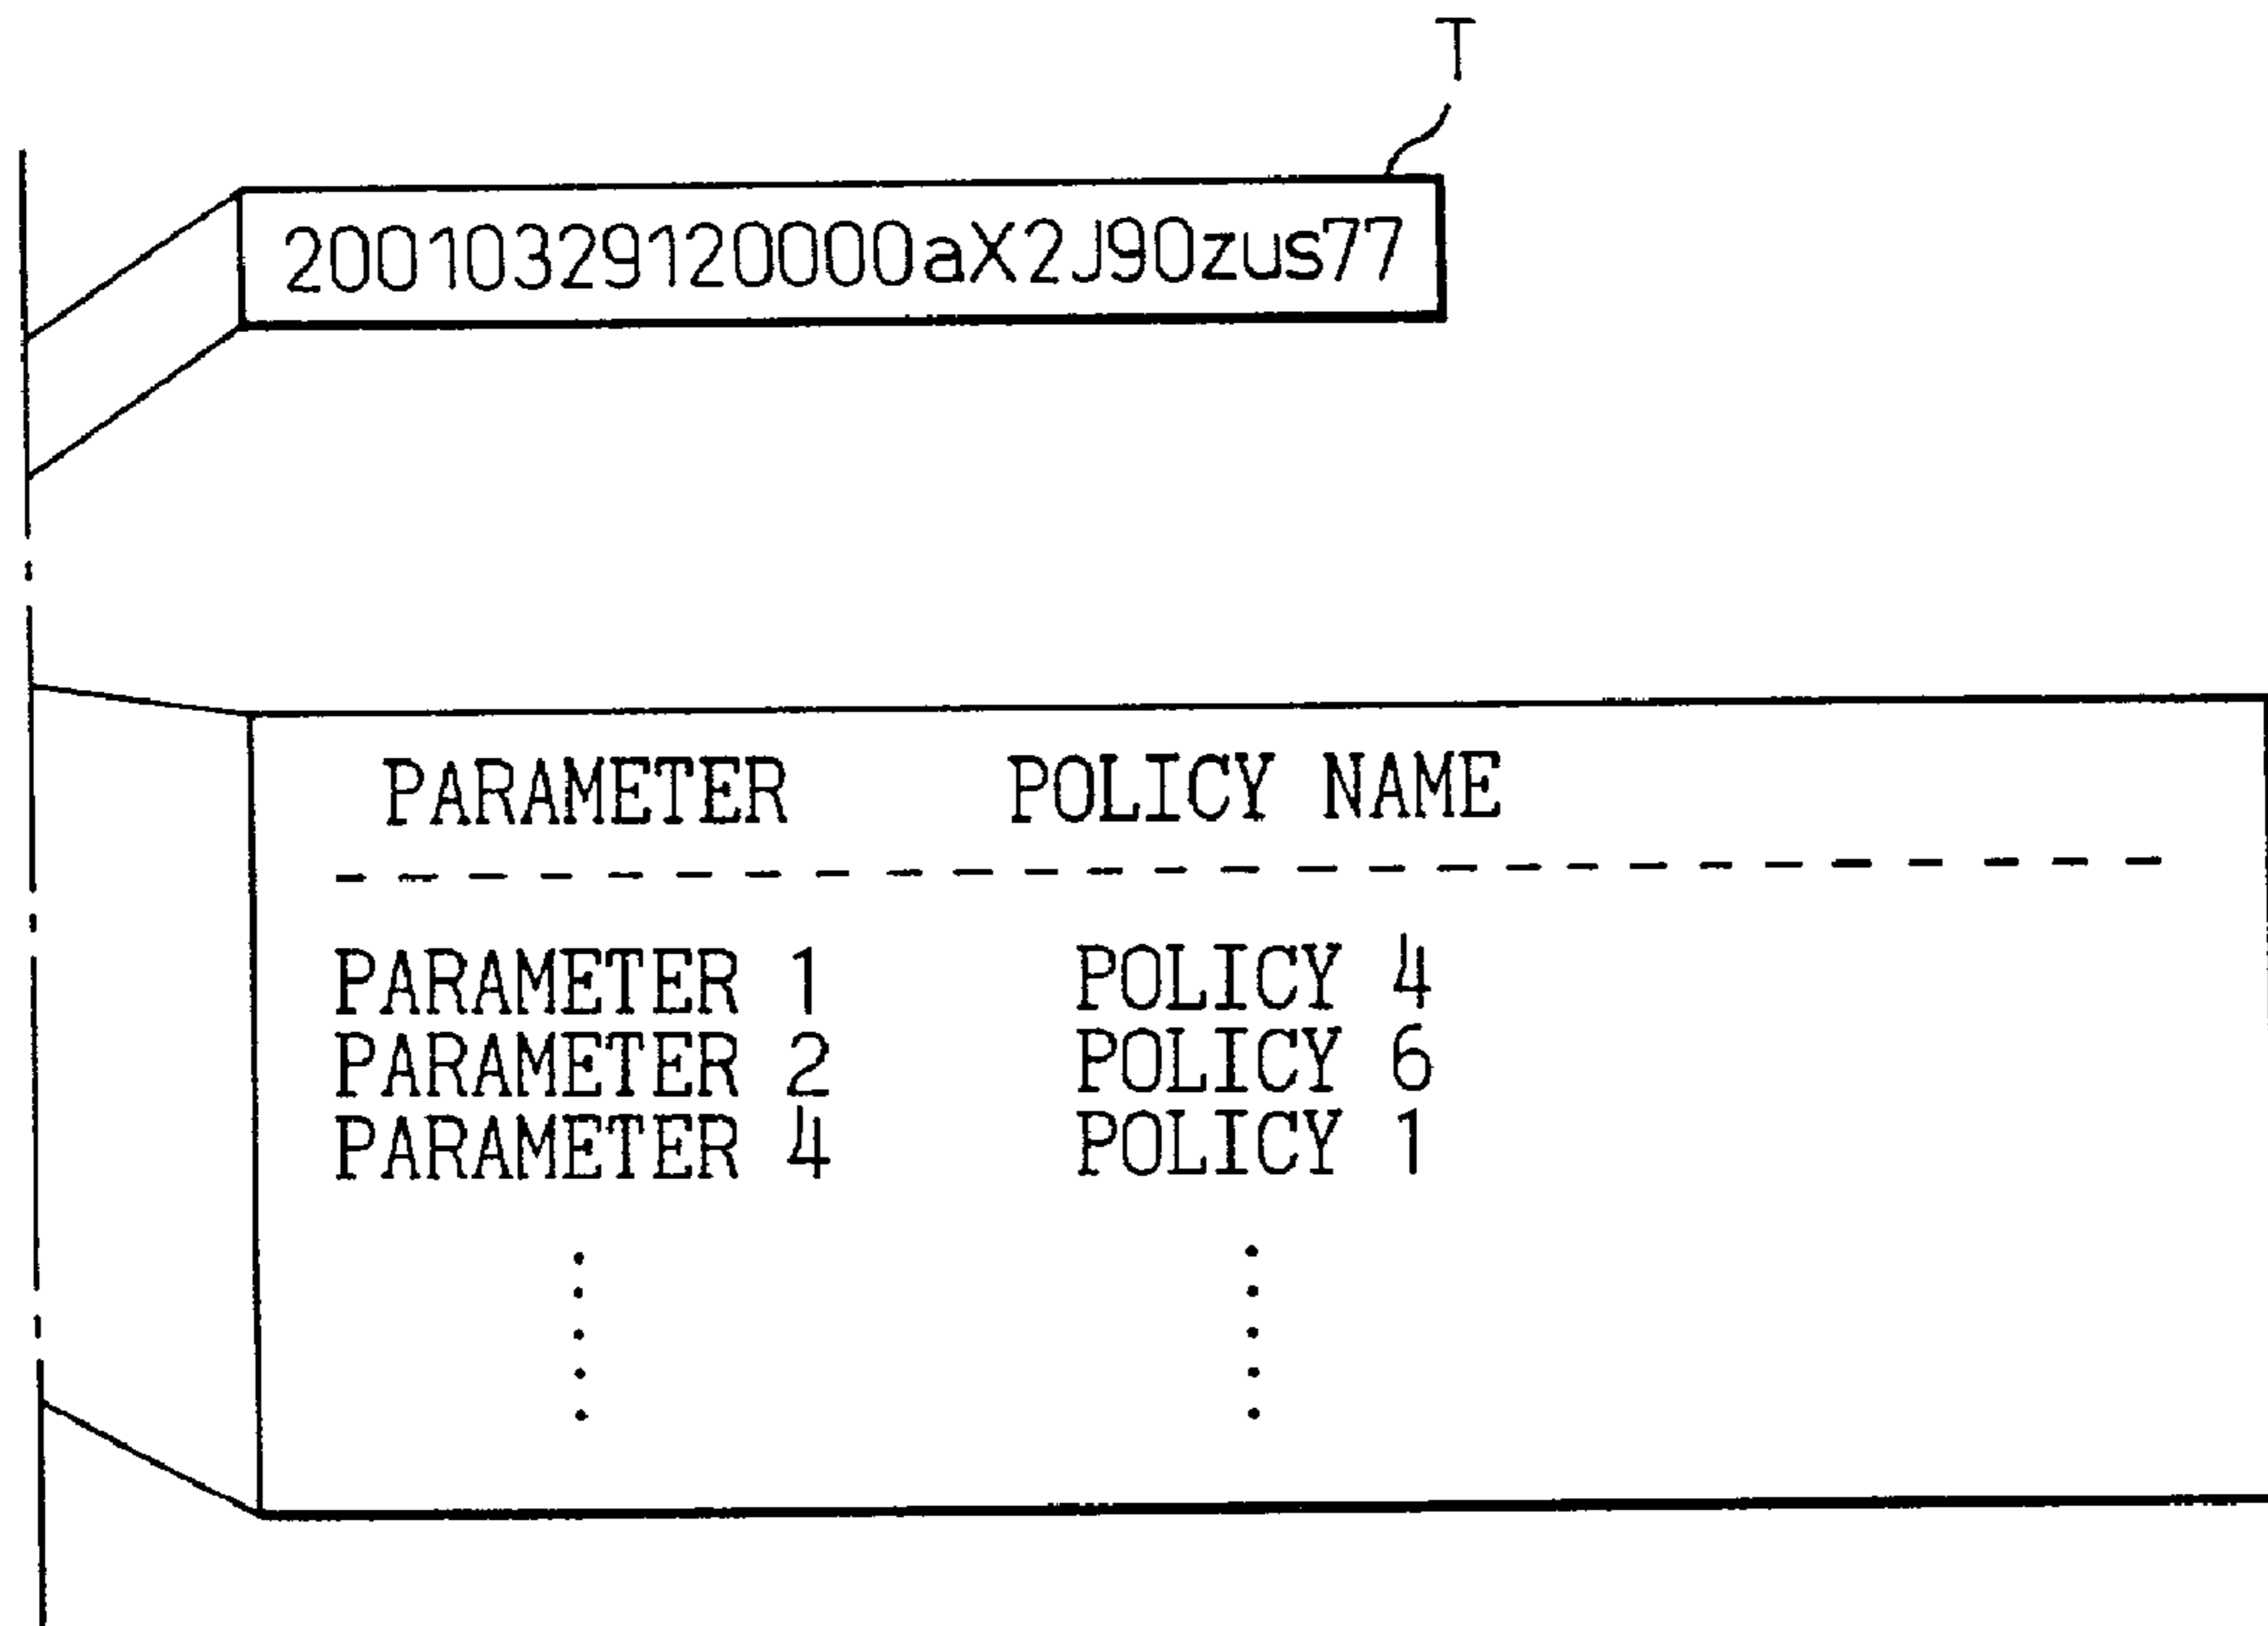 T
20010329120000aX2J90zus77
PARAMETER POLICY NAME
PARAMETER 1 POLICY 4
PARAMETER 2 POLICY 6
PARAMETER 4 POLICY 1